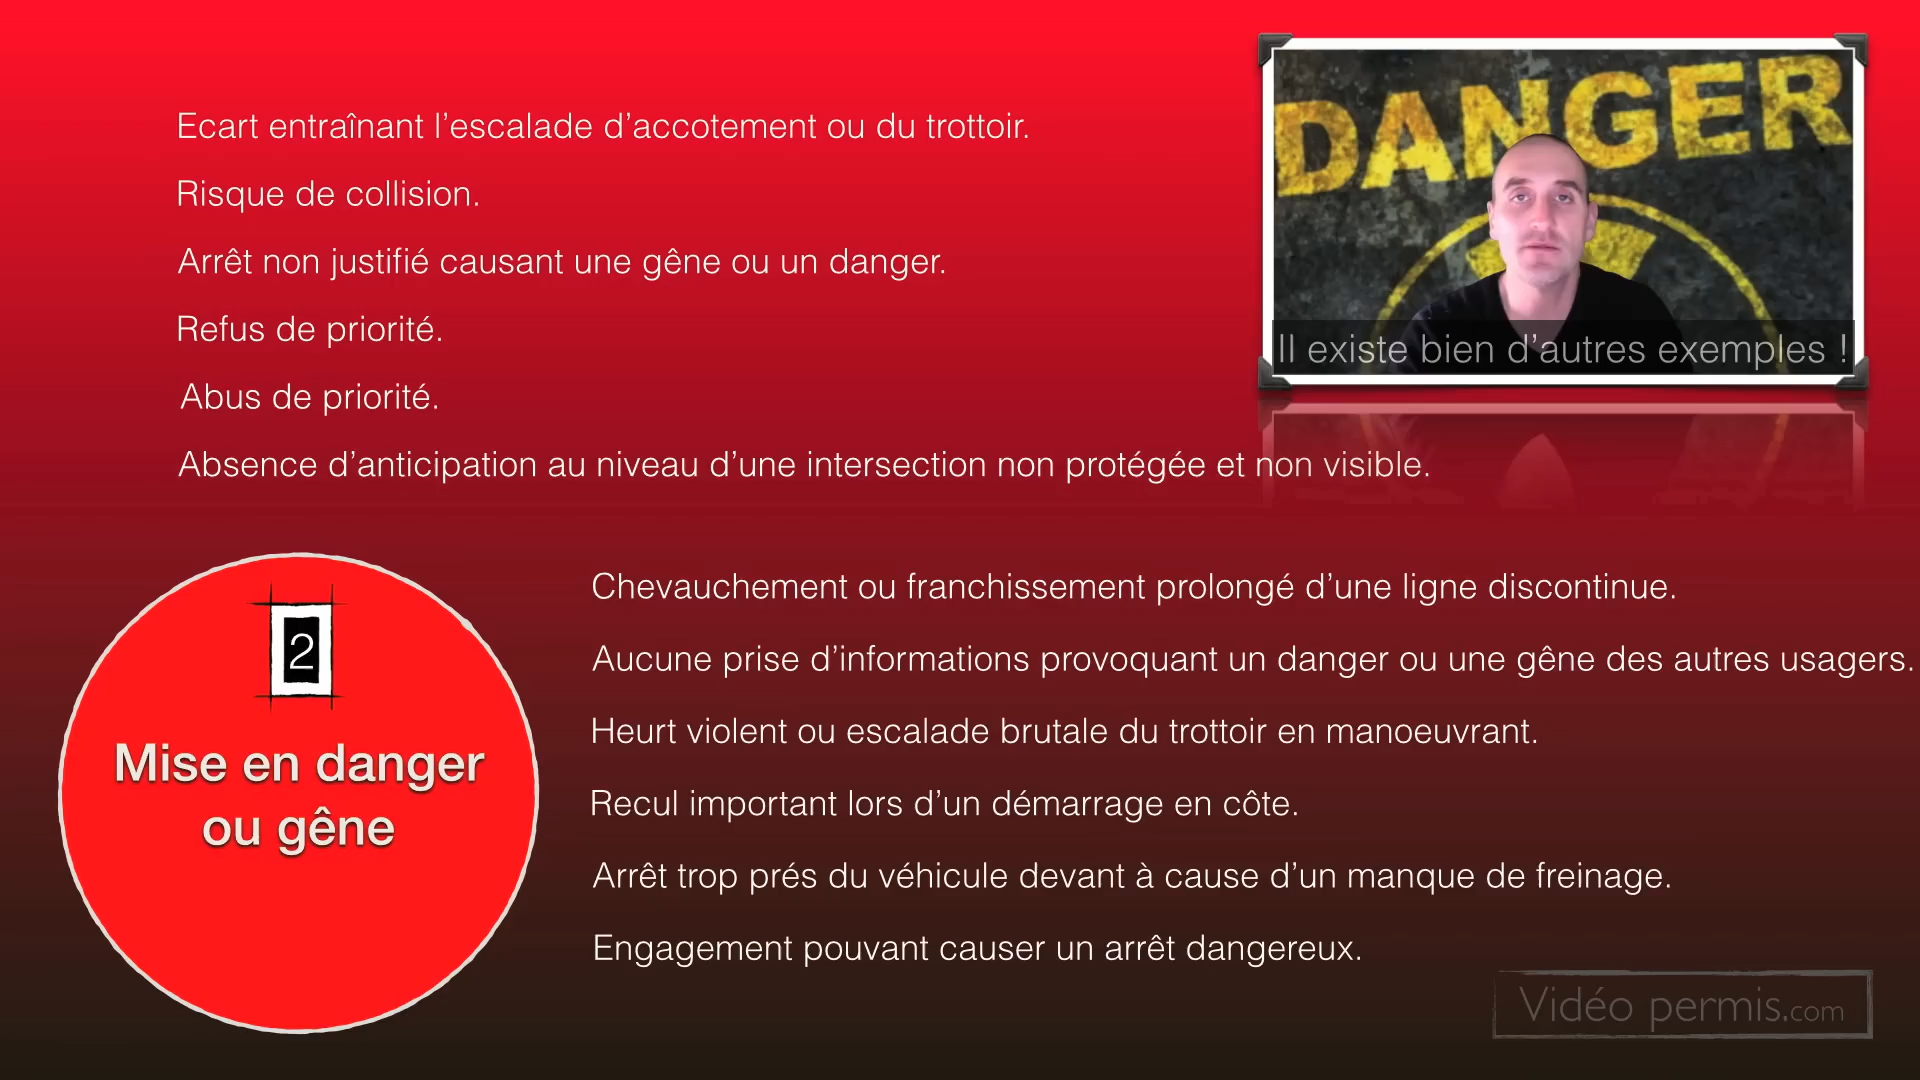 DANGER
Il existe bien d'autres exemples !
Ecart entraînant l'escalade d'accotement ou du trottoir.
Risque de collision.
Arrêt non justifié causant une gêne ou un danger.
Refus de priorité.
Abus de priorité.
Absence d'anticipation au niveau d'une intersection non protégée et non visible.
2
Mise en danger
ou gêne
Chevauchement ou franchissement prolongé d'une ligne discontinue.
Aucune prise d'informations provoquant un danger ou une gêne des autres usagers.
Heurt violent ou escalade brutale du trottoir en manoeuvrant.
Recul important lors d'un démarrage en côte.
Arrêt trop prés du véhicule devant à cause d'un manque de freinage.
Engagement pouvant causer un arrêt dangereux.
Vidéo permis.com